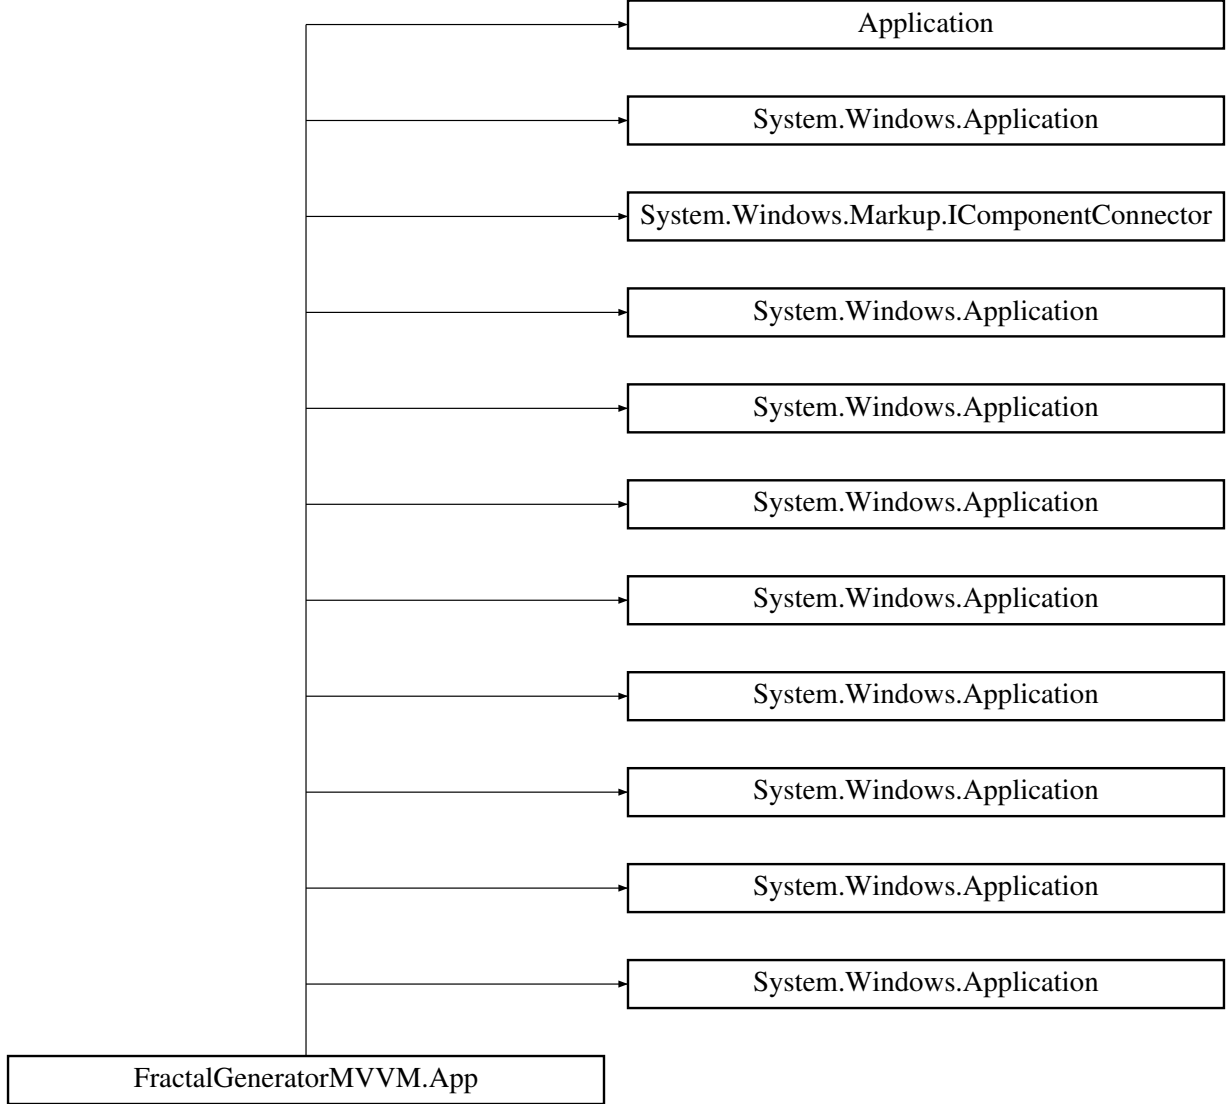 Application
System.Windows.Application
System.Windows.Markup.IComponentConnector
System.Windows.Application
System.Windows.Application
System.Windows.Application
System.Windows.Application
System.Windows.Application
System.Windows.Application
System.Windows.Application
System.Windows.Application
FractalGeneratorMVVM.App